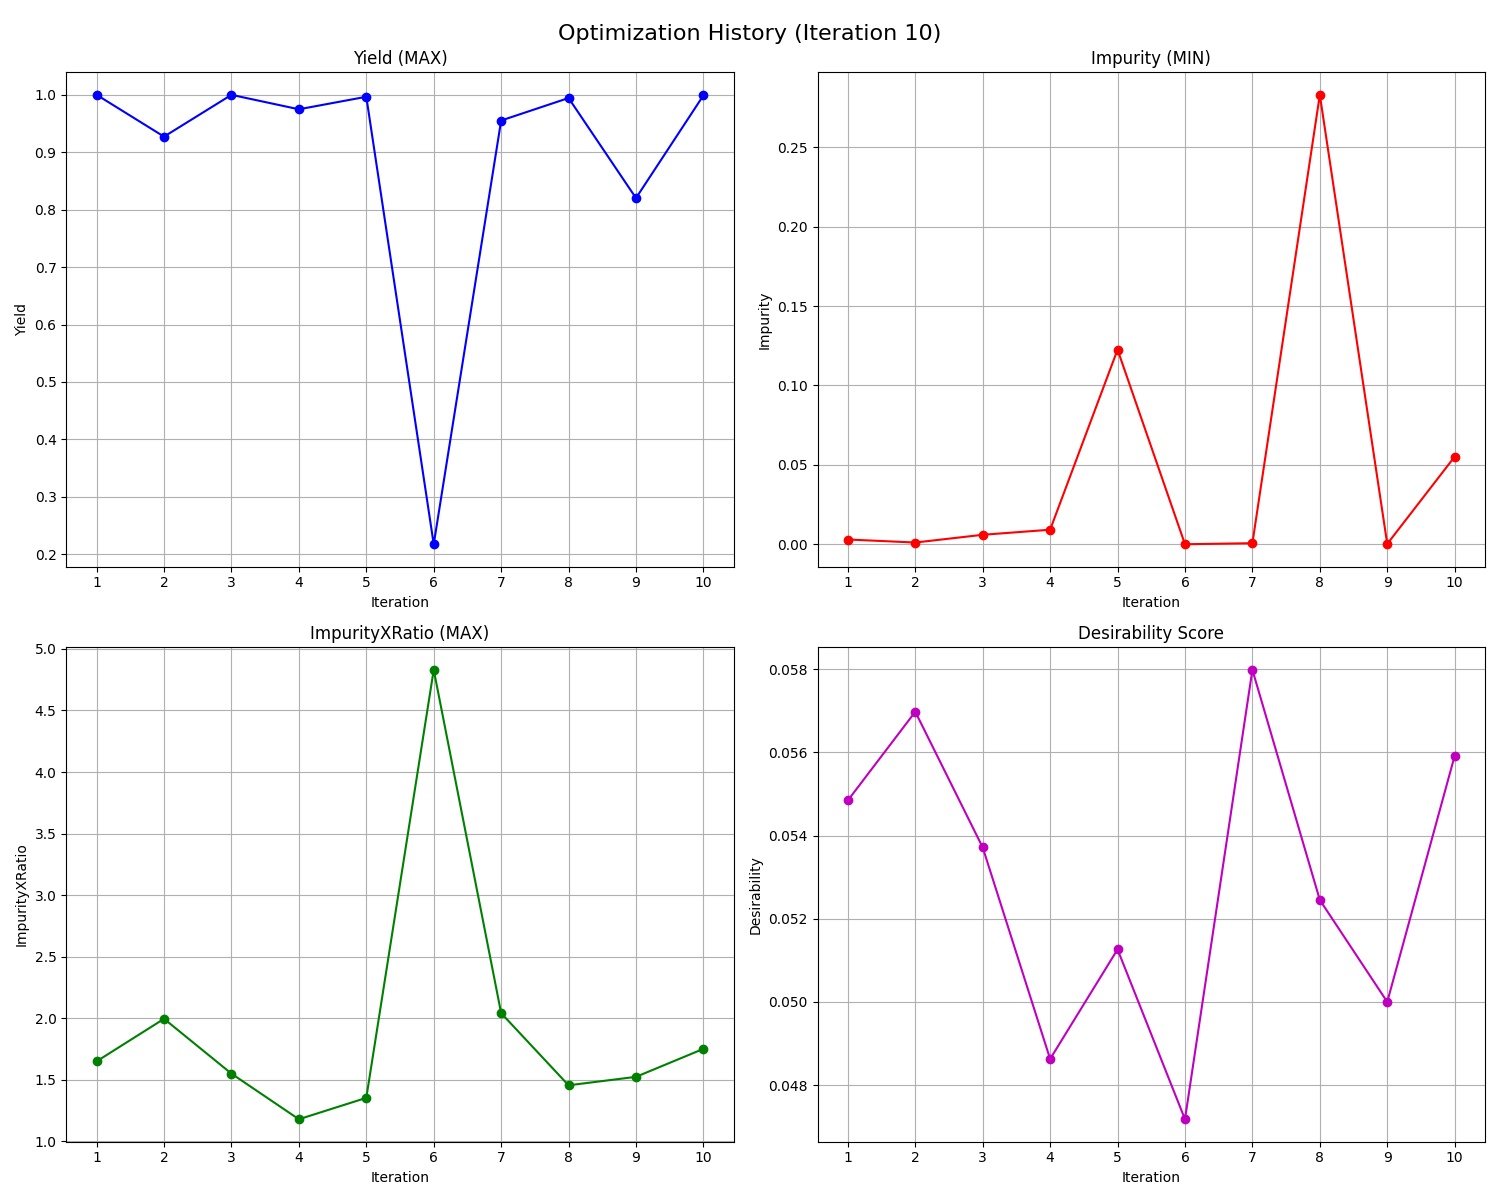 Optimization History (Iteration 10)
Yield (MAX)
1.0
0.9
0.8
0.7
0.6
0.5
0.4
0.3
0.2
Yield
1 2 3 4 5 6 7 8 9 10
Iteration
Impurity (MIN)
0.25
0.20
0.15
0.10
0.05
0.00
Impurity
1 2 3 4 5 6 7 8 9 10
Iteration
ImpurityXRatio (MAX)
5.0
4.5
4.0
3.5
3.0
2.5
2.0
1.5
1.0
ImpurityXRatio
1 2 3 4 5 6 7 8 9 10
Iteration
Desirability Score
0.058
0.056
0.054
0.052
0.050
0.048
Desirability
1 2 3 4 5 6 7 8 9 10
Iteration